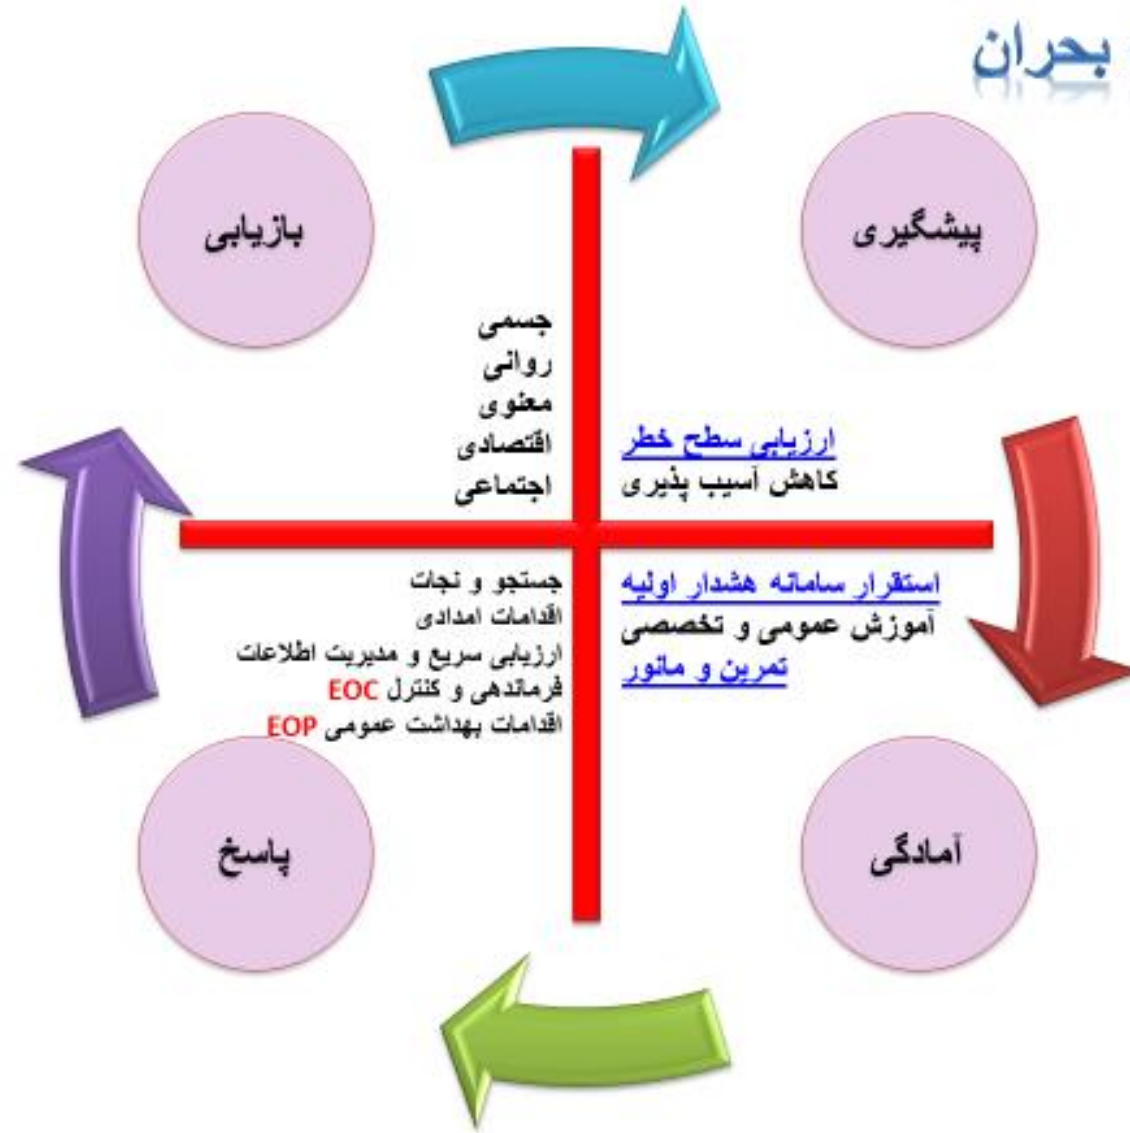 بحران
پیشگیری
ارزیابی سطح خطر
کاهش آسیب پذیری
آمادگی
استقرار سامانه هشدار اولیه
آموزش عمومی و تخصصی
تمرین و مانور
پاسخ
جستجو و نجات
اقدامات امدادی
ارزیابی سریع و مدیریت اطلاعات
فرماندهی و کنترل EOC
اقدامات بهداشت عمومی EOP
بازیابی
جسمی
روانی
معنوی
اقتصادی
اجتماعی